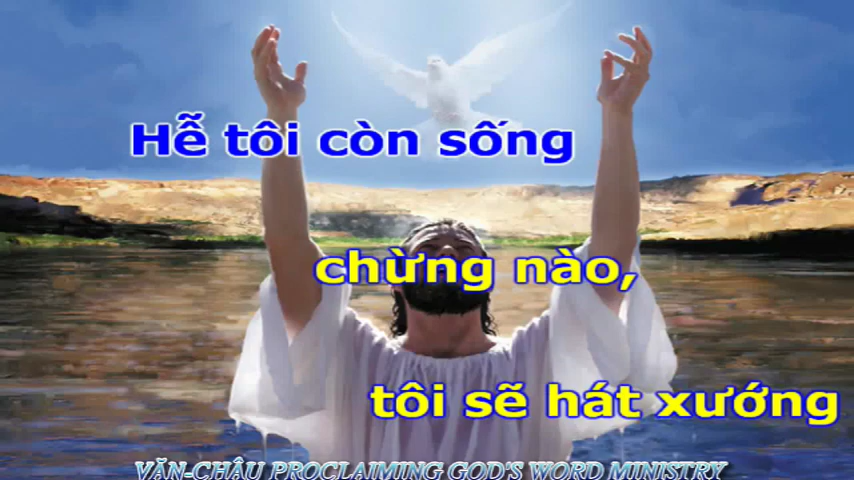 Hễ tôi còn sống
chừng nào,
tôi sẽ hát xướng
VĂN-CHÂU PROCLAIMING GOD'S WORD MINISTRY